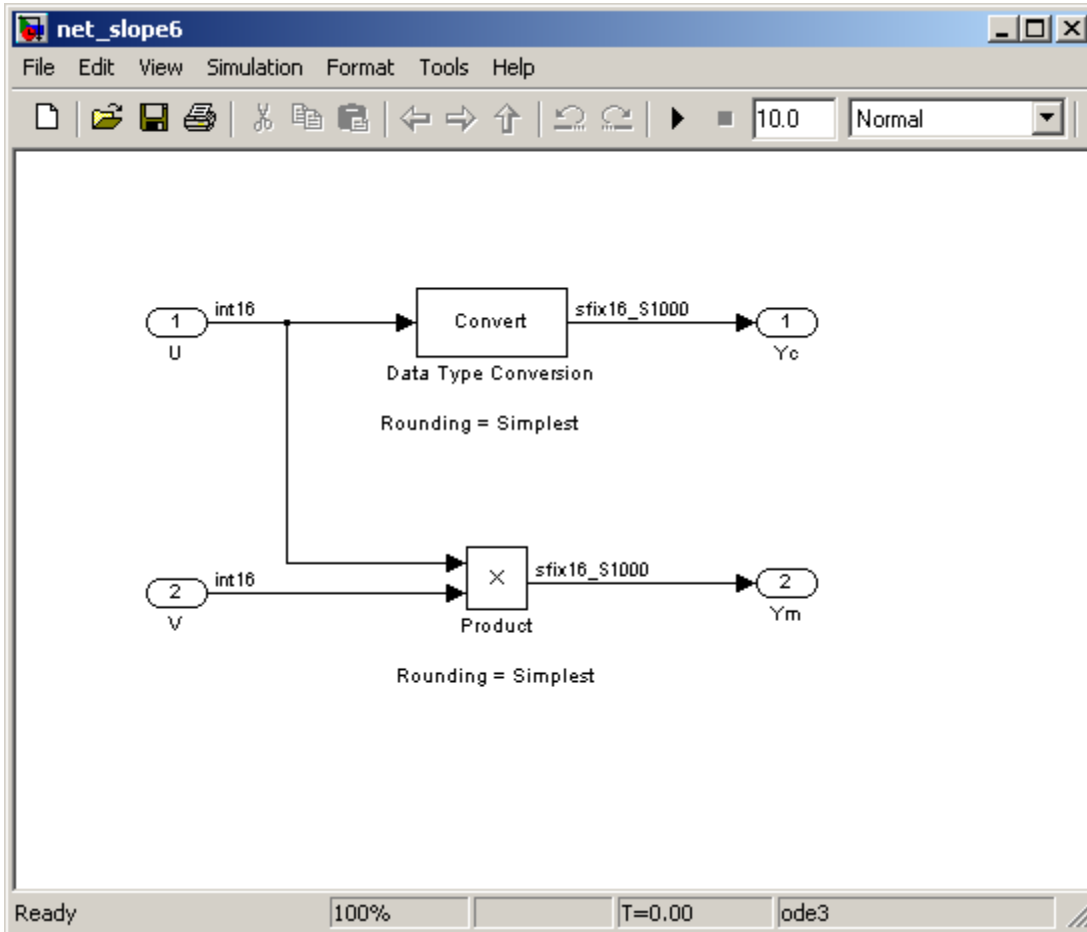 net_slope6
File Edit View Simulation Format Tools Help
10.0 Normal
int16 sfix16_S1000
1 Convert 1
U Yc
Data Type Conversion
Rounding = Simplest
int16 sfix16_S1000
2 × 2
V Product Ym
Rounding = Simplest
Ready 100% T=0.00 ode3